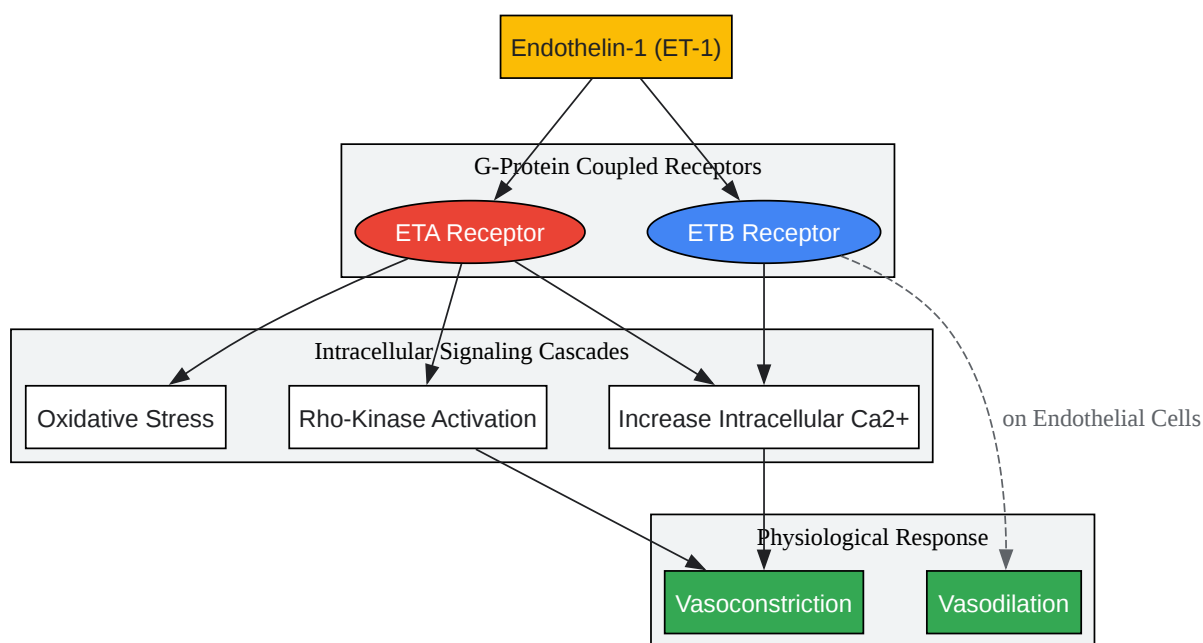 Endothelin-1 (ET-1)
G-Protein Coupled Receptors
ETA Receptor
ETB Receptor
Intracellular Signaling Cascades
Oxidative Stress
Rho-Kinase Activation
Increase Intracellular Ca2+
on Endothelial Cells
Physiological Response
Vasoconstriction
Vasodilation